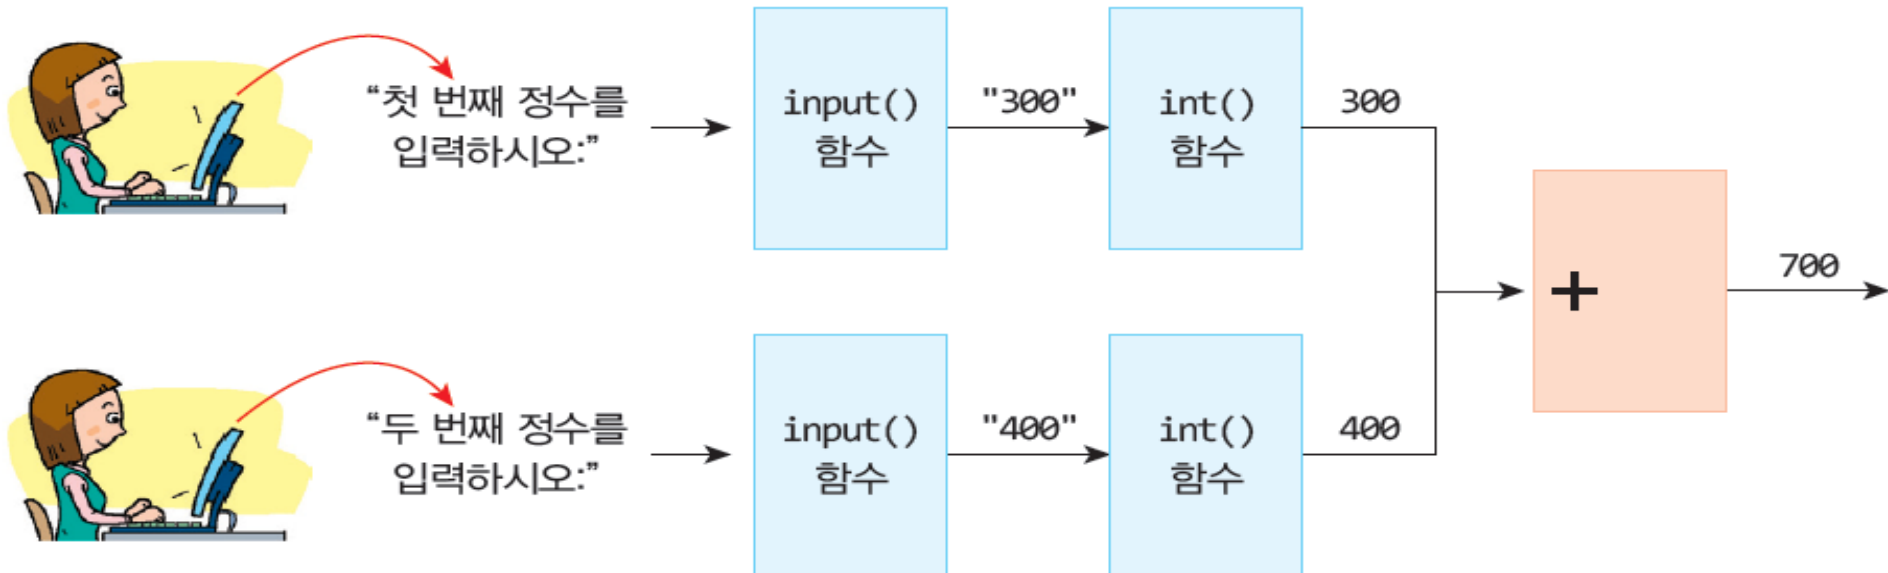 “첫 번째 정수를
입력하시오:”
input()
함수
"300"
int()
함수
300
“두 번째 정수를
입력하시오:”
input()
함수
"400"
int()
함수
400
+
700